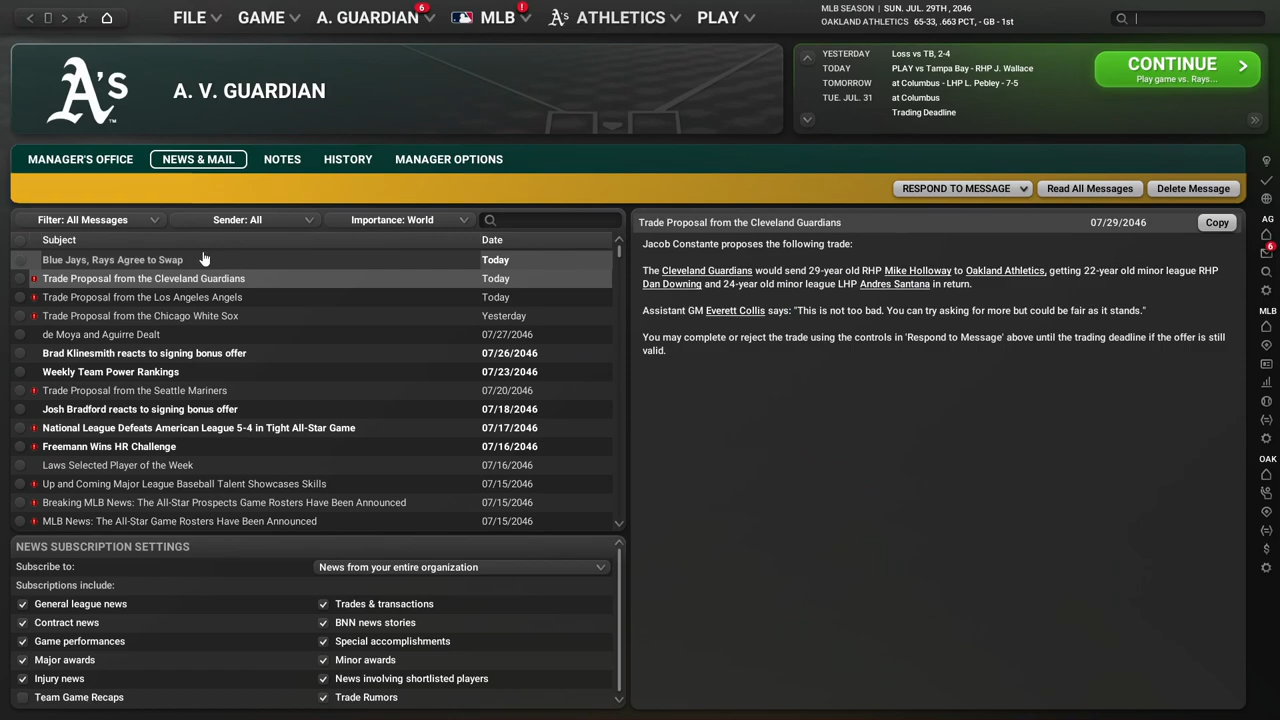 FILE
GAME
A. GUARDIAN
6
MLB
!
A's ATHLETICS
PLAY
MLB SEASON | SUN. JUL. 29TH , 2046
OAKLAND ATHLETICS 65-33, .663 PCT, - GB - 1st
A's
A. V. GUARDIAN
YESTERDAY Loss vs TB, 2-4
TODAY PLAY vs Tampa Bay - RHP J. Wallace
TOMORROW at Columbus - LHP L. Pebley - 7-5
TUE. JUL. 31 at Columbus
Trading Deadline
CONTINUE
Play game vs. Rays...
MANAGER'S OFFICE
NEWS & MAIL
NOTES
HISTORY
MANAGER OPTIONS
RESPOND TO MESSAGE
Read All Messages
Delete Message
Filter: All Messages
Sender: All
Importance: World
Subject Date
Blue Jays, Rays Agree to Swap Today
Trade Proposal from the Cleveland Guardians Today
Trade Proposal from the Los Angeles Angels Today
Trade Proposal from the Chicago White Sox Yesterday
de Moya and Aguirre Dealt 07/27/2046
Brad Klinesmith reacts to signing bonus offer 07/26/2046
Weekly Team Power Rankings 07/23/2046
Trade Proposal from the Seattle Mariners 07/20/2046
Josh Bradford reacts to signing bonus offer 07/18/2046
National League Defeats American League 5-4 in Tight All-Star Game 07/17/2046
Freemann Wins HR Challenge 07/16/2046
Laws Selected Player of the Week 07/16/2046
Up and Coming Major League Baseball Talent Showcases Skills 07/15/2046
Breaking MLB News: The All-Star Prospects Game Rosters Have Been Announced 07/15/2046
MLB News: The All-Star Game Rosters Have Been Announced 07/15/2046
Trade Proposal from the Cleveland Guardians 07/29/2046
Copy
Jacob Constante proposes the following trade:
The Cleveland Guardians would send 29-year old RHP Mike Holloway to Oakland Athletics, getting 22-year old minor league RHP
Dan Downing and 24-year old minor league LHP Andres Santana in return.
Assistant GM Everett Collis says: "This is not too bad. You can try asking for more but could be fair as it stands."
You may complete or reject the trade using the controls in 'Respond to Message' above until the trading deadline if the offer is still
valid.
NEWS SUBSCRIPTION SETTINGS
Subscribe to: News from your entire organization
Subscriptions include:
General league news Trades & transactions
Contract news BNN news stories
Game performances Special accomplishments
Major awards Minor awards
Injury news News involving shortlisted players
Team Game Recaps Trade Rumors
AG
6
MLB
OAK